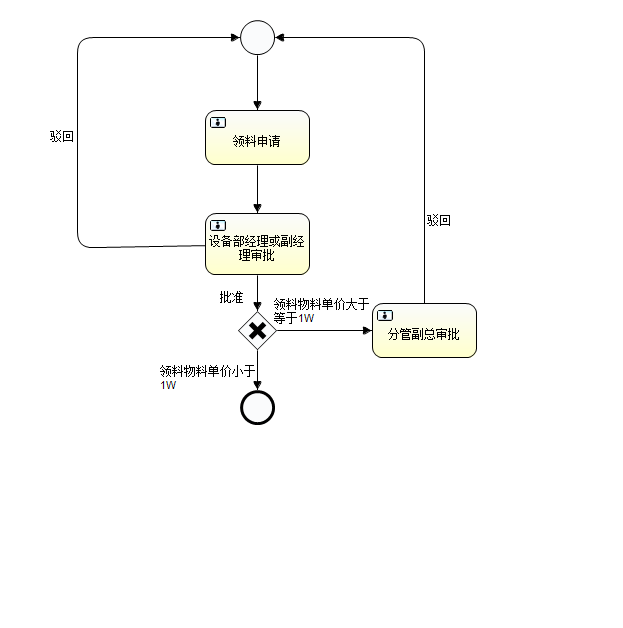 驳回
领料申请
驳回
设备部经理或副经
理审批
批准
领料物料单价大于
等于1W
分管副总审批
领料物料单价小于
1W